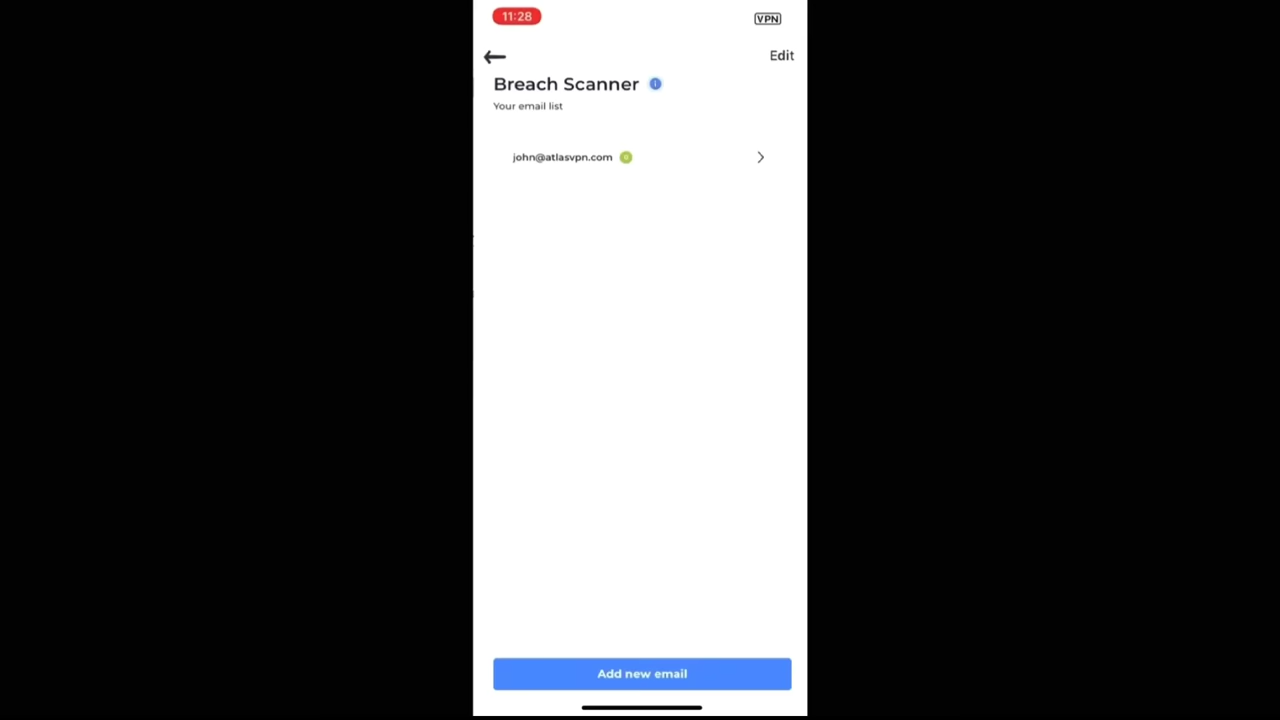 11:28
VPN
Edit
Breach Scanner
Your email list
john@atlasvpn.com
Add new email